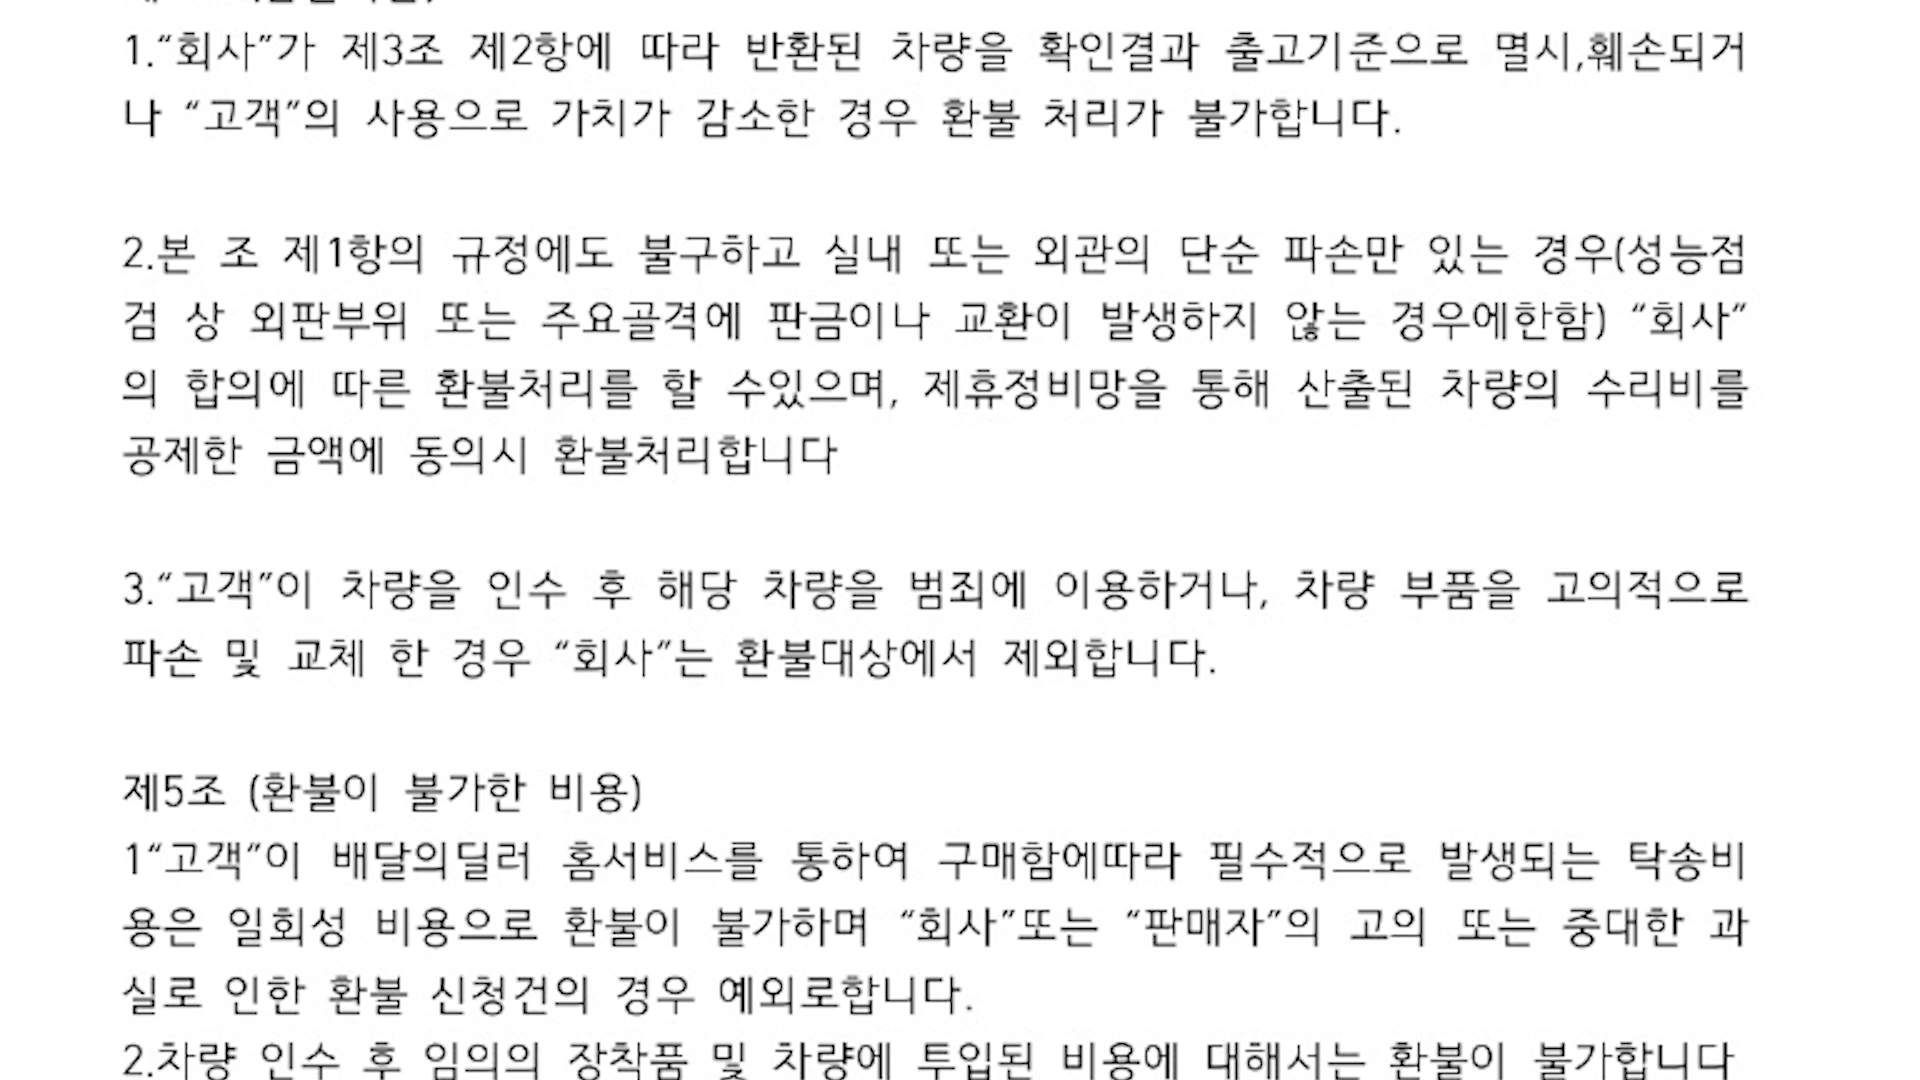 1.“회사”가 제3조 제2항에 따라 반환된 차량을 확인결과 출고기준으로 멸시,훼손되거
나 “고객”의 사용으로 가치가 감소한 경우 환불 처리가 불가합니다.
2.본 조 제1항의 규정에도 불구하고 실내 또는 외관의 단순 파손만 있는 경우(성능점
검 상 외판부위 또는 주요골격에 판금이나 교환이 발생하지 않는 경우에한함) “회사”
의 합의에 따른 환불처리를 할 수있으며, 제휴정비망을 통해 산출된 차량의 수리비를
공제한 금액에 동의시 환불처리합니다
3.“고객”이 차량을 인수 후 해당 차량을 범죄에 이용하거나, 차량 부품을 고의적으로
파손 및 교체 한 경우 “회사”는 환불대상에서 제외합니다.
제5조 (환불이 불가한 비용)
1“고객”이 배달의딜러 홈서비스를 통하여 구매함에따라 필수적으로 발생되는 탁송비
용은 일회성 비용으로 환불이 불가하며 “회사”또는 “판매자”의 고의 또는 중대한 과
실로 인한 환불 신청건의 경우 예외로합니다.
2.차량 인수 후 임의의 장착품 및 차량에 투입된 비용에 대해서는 환불이 불가합니다